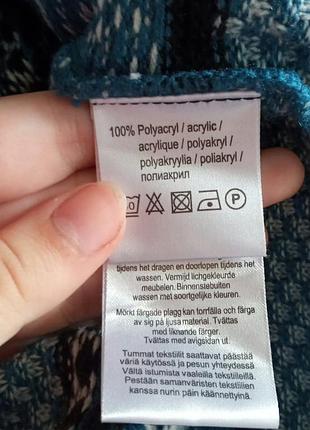 100% Polyacryl / acrylic /
acrylique / polyakryl /
polyakryylia / poliakryl /
полиакрил
P
tijdens het dragen en doorlopen tijdens het
wassen. Vermijd lichgekleurde
meubelen. Binnenstebuiten
wassen met soortgelijke kleuren.
Mörkt färgade plagg kan torrfälla och färga
av sig på ljusa material. Tvättas
med liknande färger.
Tvättas med avigsidan ut.
Tummat tekstiilit saattavat päästää
väriä käytössä ja pesun yhteydessä
Vältä istumista vaaleilla tekstiileillä.
Pestään samanväristen tekstiilien
kanssa nurin päin käännettynä.